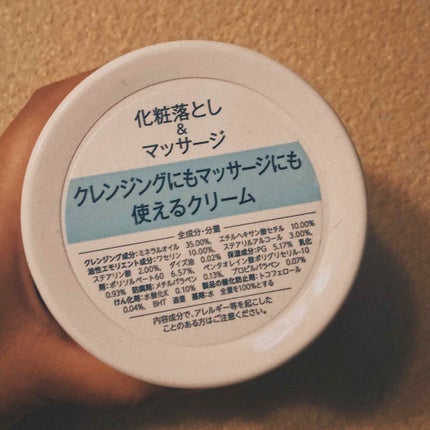 化粧落とし
&
マッサージ
クレンジングにもマッサージにも
使えるクリーム
全成分・分量
クレンジング成分:ミネラルオイル 35.00%、エチルヘキサン酸セチル 10.00%
油性エモリエント成分:ワセリン 10.00%、ステアリルアルコール 3.00%、
ステアリン酸 2.00%、ダイズ油 0.02% 保湿成分:PG 5.17% 乳化
剤:ポリソルベート60 6.57%、ペンタオレイン酸ポリグリセリル-10
0.93% 防腐剤:メチルパラベン 0.13%、プロピルパラベン 0.07%
けん化剤:水酸化K 0.10% 製品の酸化防止剤:トコフェロール
0.04%、BHT 適量 基剤:水 全量を100%とする
内容成分で、アレルギー等を起こした
ことのある方はご注意ください。